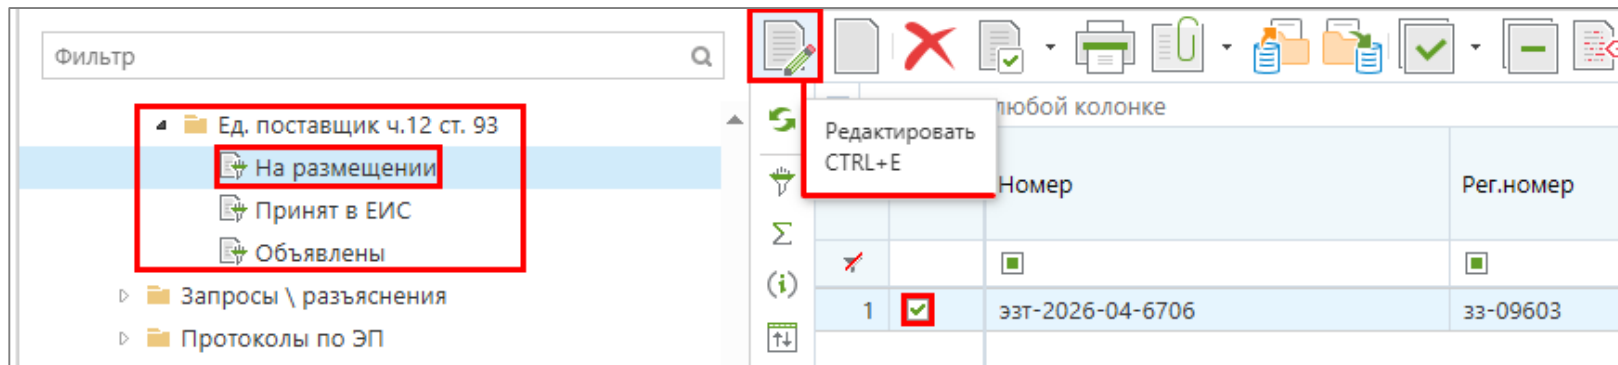 Фильтр
Ед. поставщик ч.12 ст. 93
На размещении
Принят в ЕИС
Объявлены
Запросы \ разъяснения
Протоколы по ЭП
любой колонке
Редактировать
CTRL+E
Номер
Рег.номер
1
эзт-2026-04-6706
зз-09603